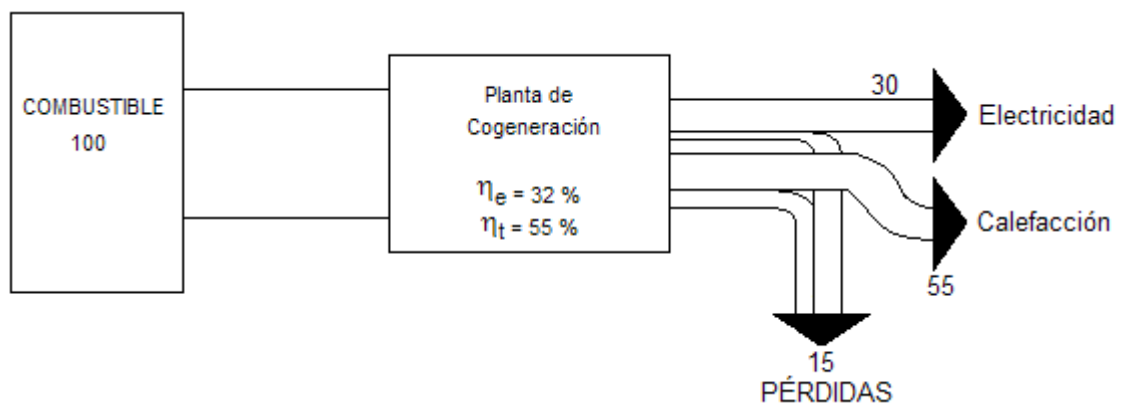 COMBUSTIBLE
100
Planta de
Cogeneración
ηe = 32 %
ηt = 55 %
30
Electricidad
Calefacción
55
15
PÉRDIDAS